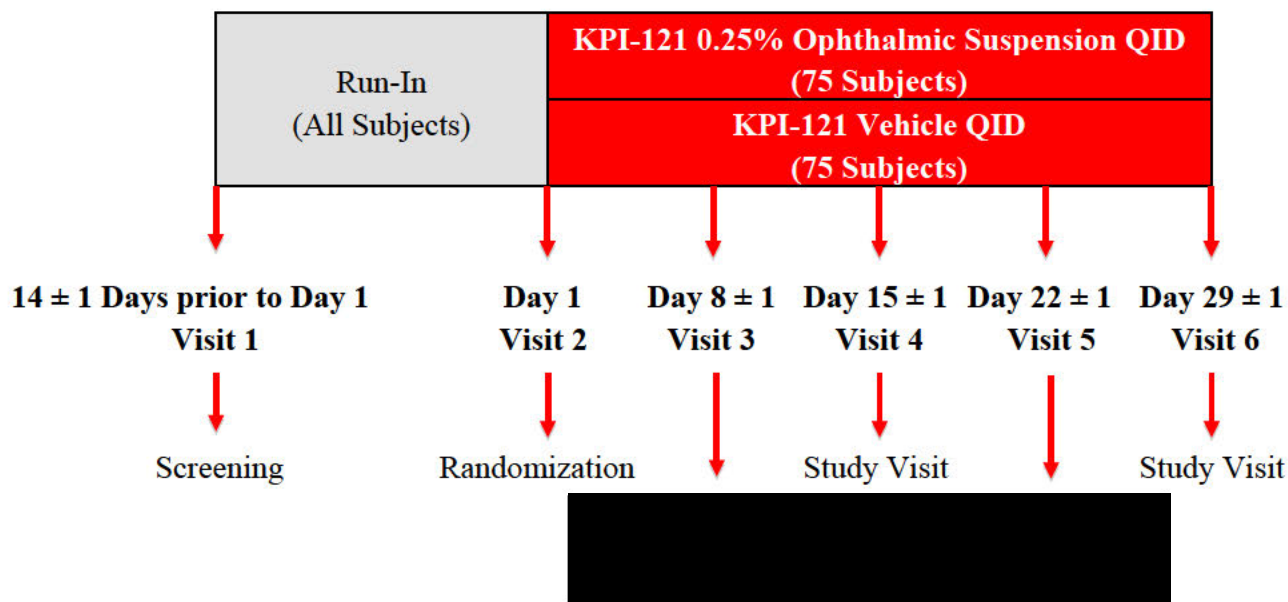 Run-In
(All Subjects)
KPI-121 0.25% Ophthalmic Suspension QID
(75 Subjects)
KPI-121 Vehicle QID
(75 Subjects)
14 ± 1 Days prior to Day 1
Visit 1
Day 1
Visit 2
Day 8 ± 1
Visit 3
Day 15 ± 1
Visit 4
Day 22 ± 1
Visit 5
Day 29 ± 1
Visit 6
Screening
Randomization
Study Visit
Study Visit